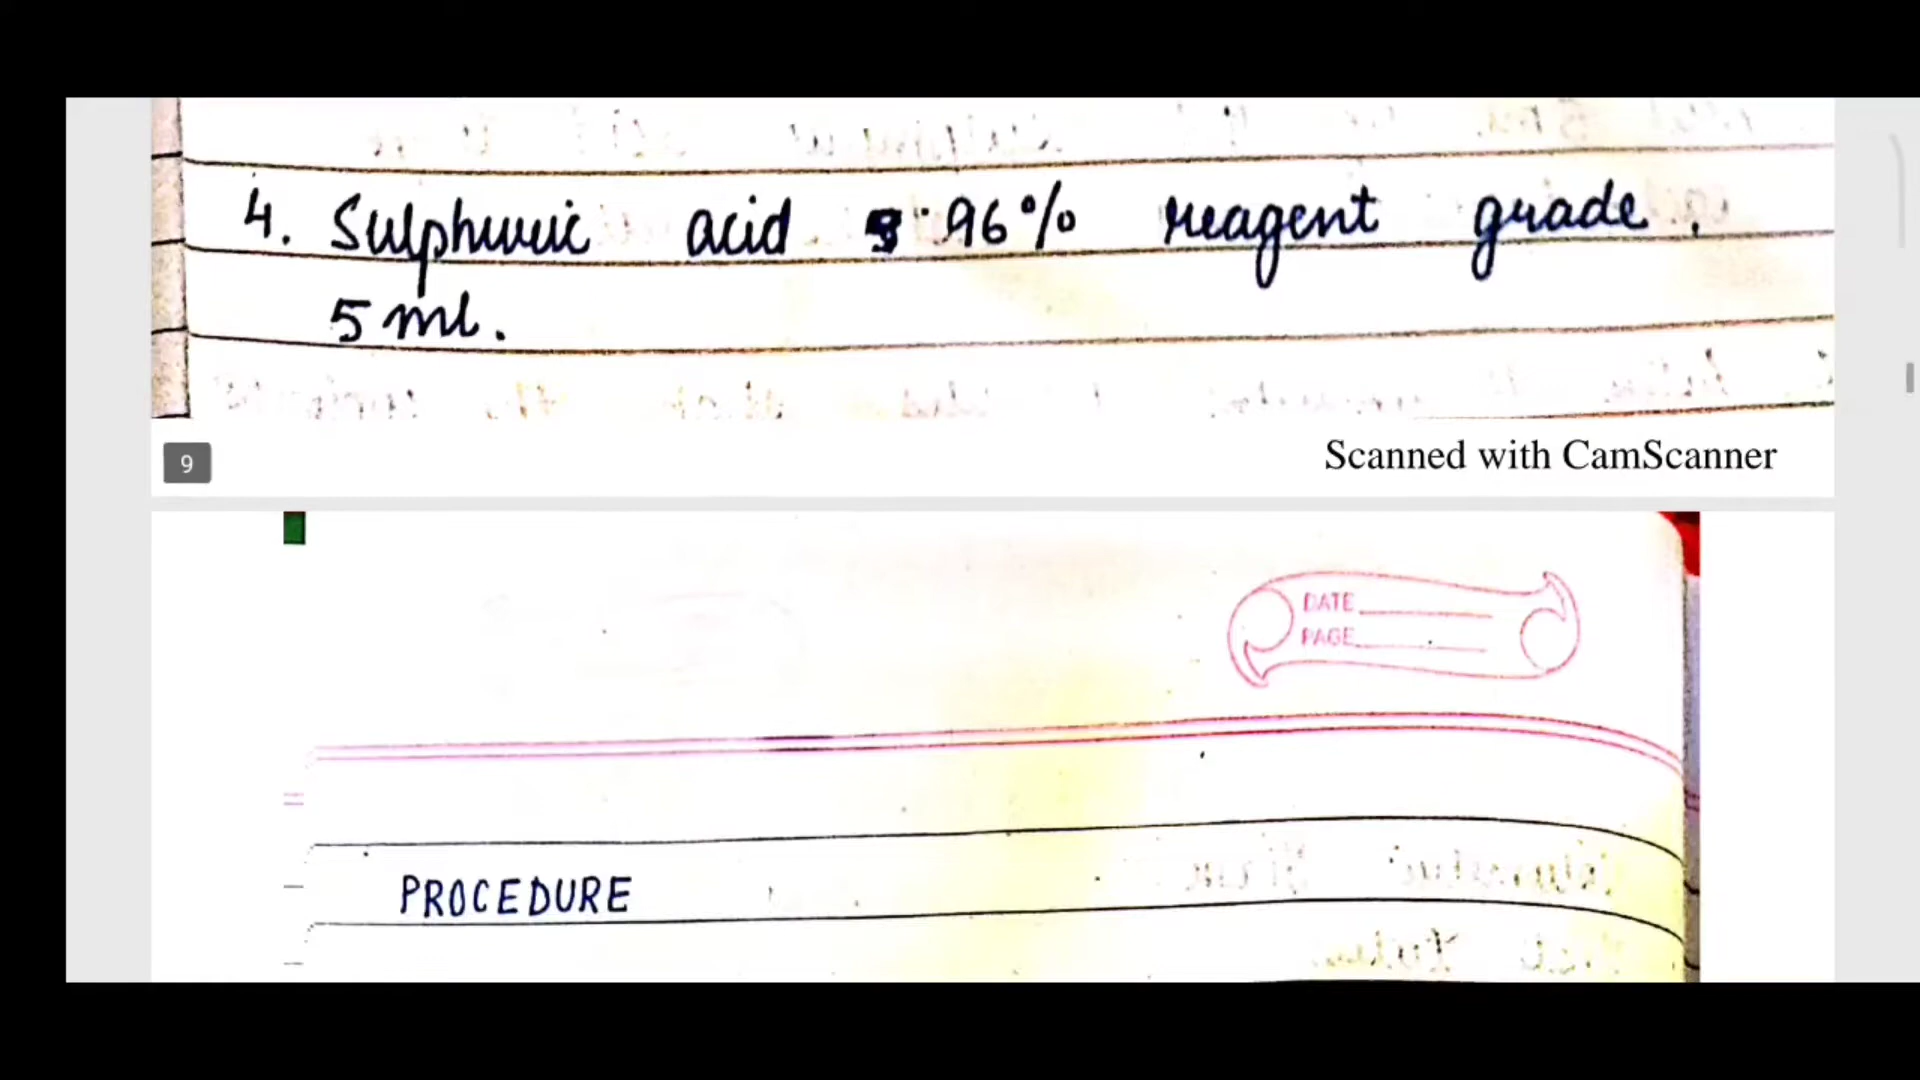 4. Sulphuric acid 96% reagent grade.
5 ml.
9
Scanned with CamScanner
DATE
PAGE
PROCEDURE